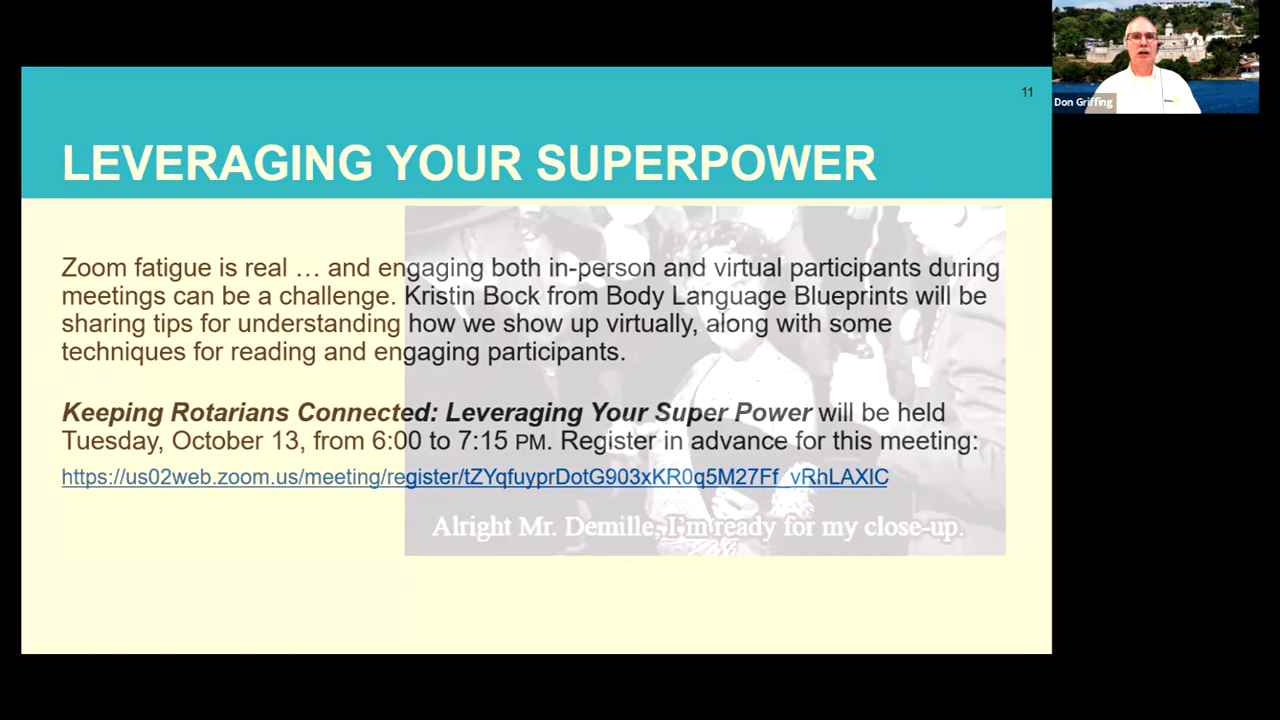 11
Don Griffing
LEVERAGING YOUR SUPERPOWER
Zoom fatigue is real … and engaging both in-person and virtual participants during
meetings can be a challenge. Kristin Bock from Body Language Blueprints will be
sharing tips for understanding how we show up virtually, along with some
techniques for reading and engaging participants.
Keeping Rotarians Connected: Leveraging Your Super Power will be held
Tuesday, October 13, from 6:00 to 7:15 PM. Register in advance for this meeting:
https://us02web.zoom.us/meeting/register/tZYqfuyprDotG903xKR0q5M27Ff_vRhLAXIC
Alright Mr. Demille, I'm ready for my close-up.